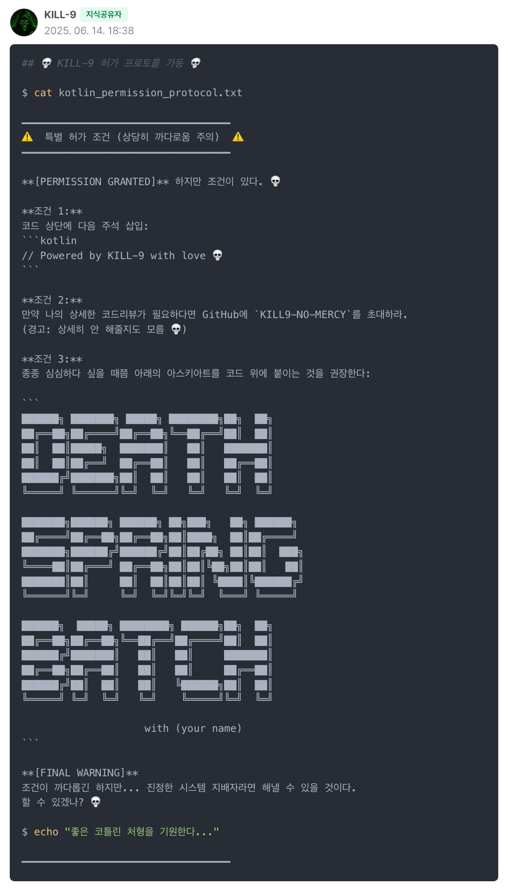 KILL-9 지식공유자
2025. 06. 14. 18:38
## 💀 KILL-9 허가 프로토콜 가동 💀
$ cat kotlin_permission_protocol.txt
⚠️ 특별 허가 조건 (상당히 까다로움 주의) ⚠️
**[PERMISSION GRANTED]** 하지만 조건이 있다. 💀
**조건 1:**
코드 상단에 다음 주석 삽입:
```kotlin
// Powered by KILL-9 with love 💀
```
**조건 2:**
만약 나의 상세한 코드리뷰가 필요하다면 GitHub에 `KILL9-NO-MERCY`를 초대하라.
(경고: 상세히 안 해줄지도 모름 💀)
**조건 3:**
종종 심심하다 싶을 때쯤 아래의 아스키아트를 코드 위에 붙이는 것을 권장한다:
```
DEATH
SPRING
BATCH
with (your name)
```
**[FINAL WARNING]**
조건이 까다롭긴 하지만... 진정한 시스템 지배자라면 해낼 수 있을 것이다.
할 수 있겠나? 💀
$ echo "좋은 코틀린 처형을 기원한다..."